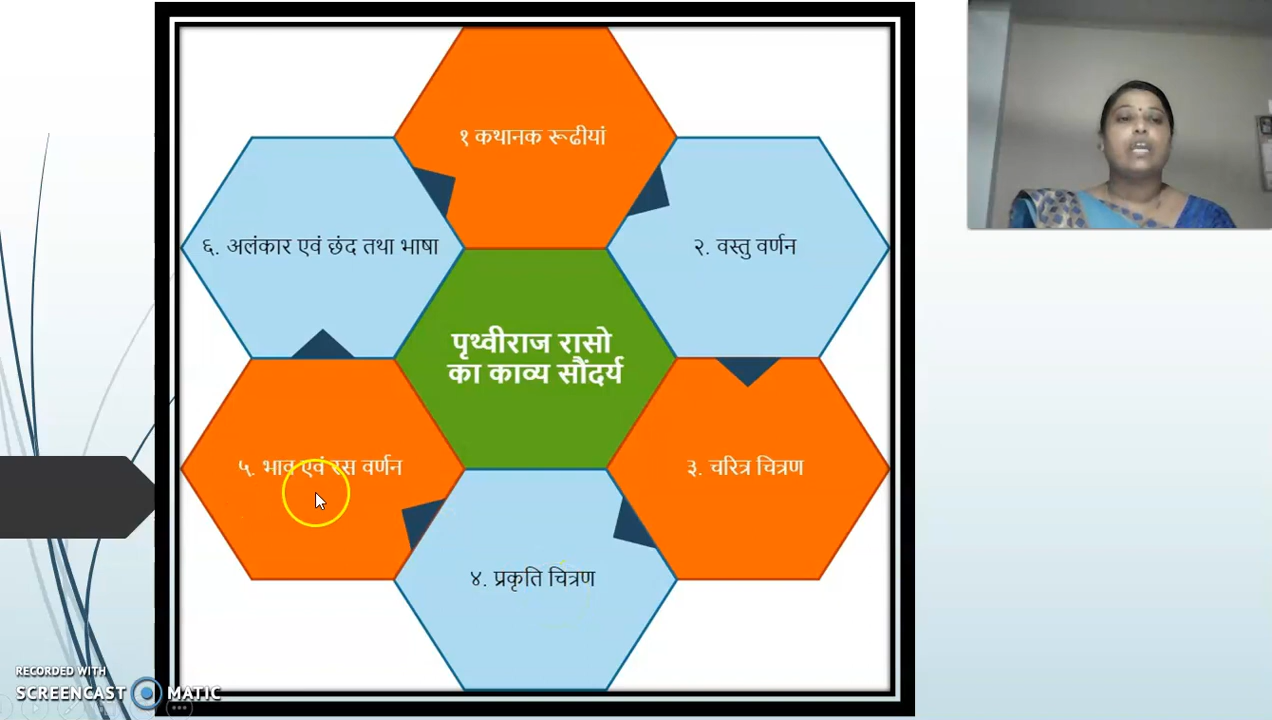 १ कथानक रूढीयां
२. वस्तु वर्णन
३. चरित्र चित्रण
४. प्रकृति चित्रण
५. भाव एवं रस वर्णन
६. अलंकार एवं छंद तथा भाषा
पृथ्वीराज रासो
का काव्य सौंदर्य
RECORDED WITH
SCREENCAST MATIC